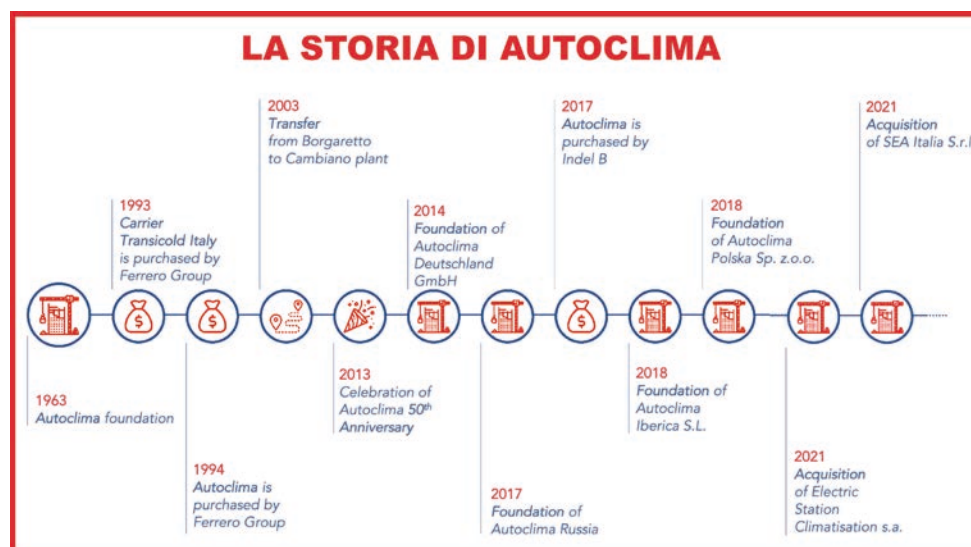 LA STORIA DI AUTOCLIMA
1963
Autoclima foundation
1993
Carrier
Transicold Italy
is purchased by
Ferrero Group
1994
Autoclima is
purchased by
Ferrero Group
2003
Transfer
from Borgaretto
to Cambiano plant
2013
Celebration of
Autoclima 50th
Anniversary
2014
Foundation of
Autoclima
Deutschland
GmbH
2017
Foundation of
Autoclima Russia
2017
Autoclima is
purchased by
Indel B
2018
Foundation of
Autoclima
Iberica S.L.
2018
Foundation
of Autoclima
Polska Sp. z.o.o.
2021
Acquisition
of Electric
Station
Climatisation s.a.
2021
Acquisition
of SEA Italia S.r.l